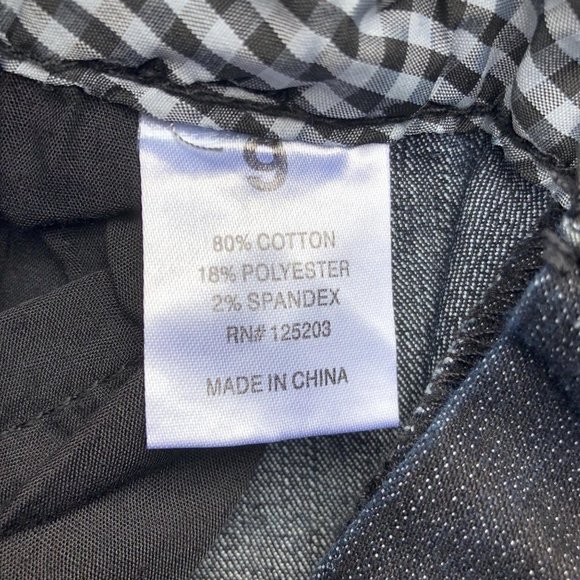 9
80% COTTON
18% POLYESTER
2% SPANDEX
RN# 125203
MADE IN CHINA